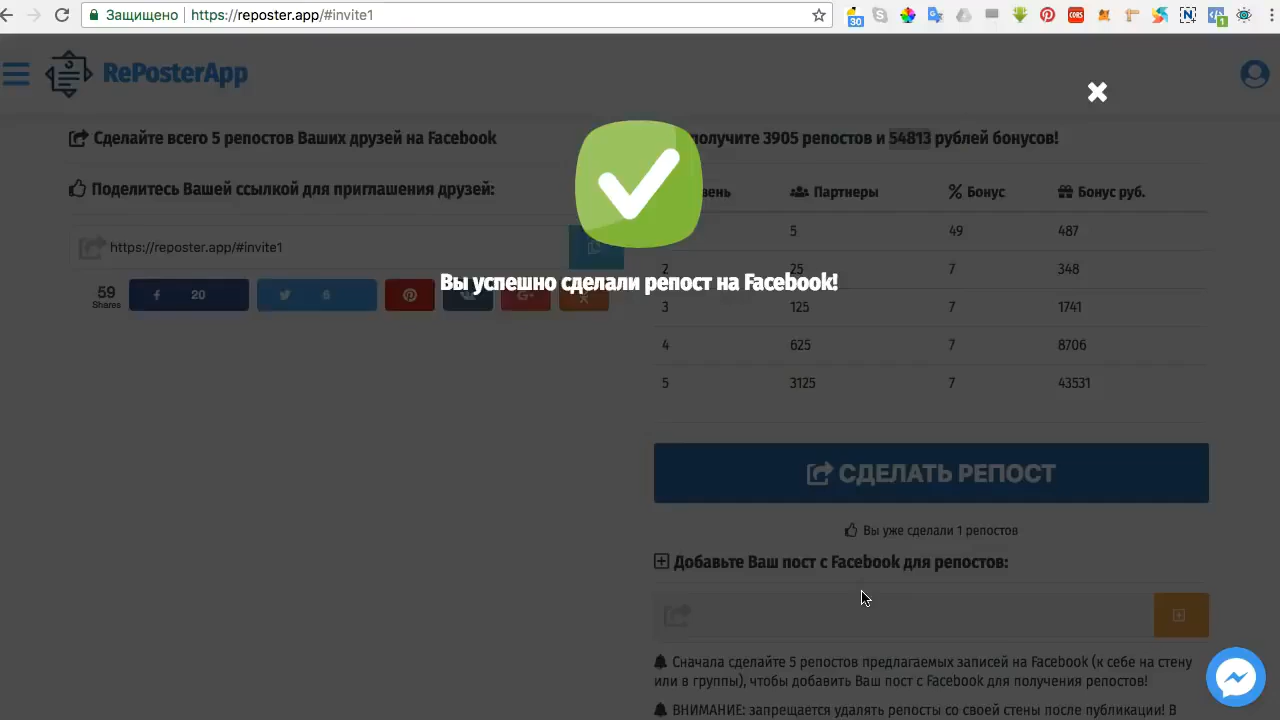 Защищено
https://reposter.app/#invite1
30
CORS
1
RePosterApp
Сделайте всего 5 репостов Ваших друзей на Facebook
получите 3905 репостов и 54813 рублей бонусов!
Поделитесь Вашей ссылкой для приглашения друзей:
Партнеры
Бонус
Бонус руб.
https://reposter.app/#invite1
5 49 487
Вы успешно сделали репост на Facebook!
2 25 7 348
59
Shares
20
6
G+
3 125 7 1741
4 625 7 8706
5 3125 7 43531
СДЕЛАТЬ РЕПОСТ
Вы уже сделали 1 репостов
Добавьте Ваш пост с Facebook для репостов:
Сначала сделайте 5 репостов предлагаемых записей на Facebook (к себе на стену
или в группы), чтобы добавить Ваш пост с Facebook для получения репостов!
ВНИМАНИЕ: запрещается удалять репосты со своей стены после публикации! В